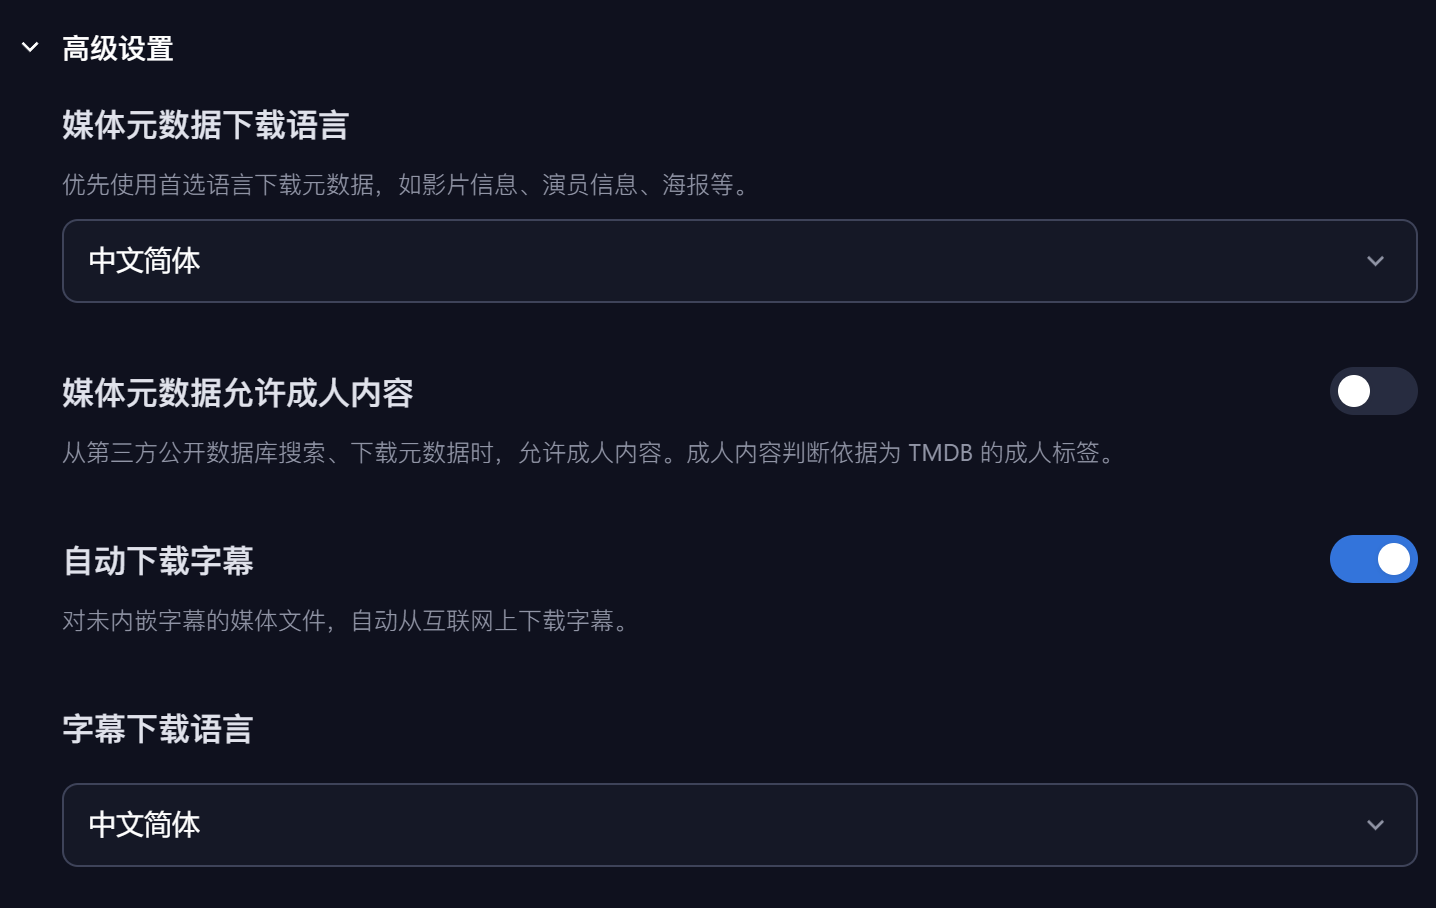 高级设置
媒体元数据下载语言
优先使用首选语言下载元数据，如影片信息、演员信息、海报等。
中文简体
媒体元数据允许成人内容
从第三方公开数据库搜索、下载元数据时，允许成人内容。成人内容判断依据为 TMDB 的成人标签。
自动下载字幕
对未内嵌字幕的媒体文件，自动从互联网上下载字幕。
字幕下载语言
中文简体